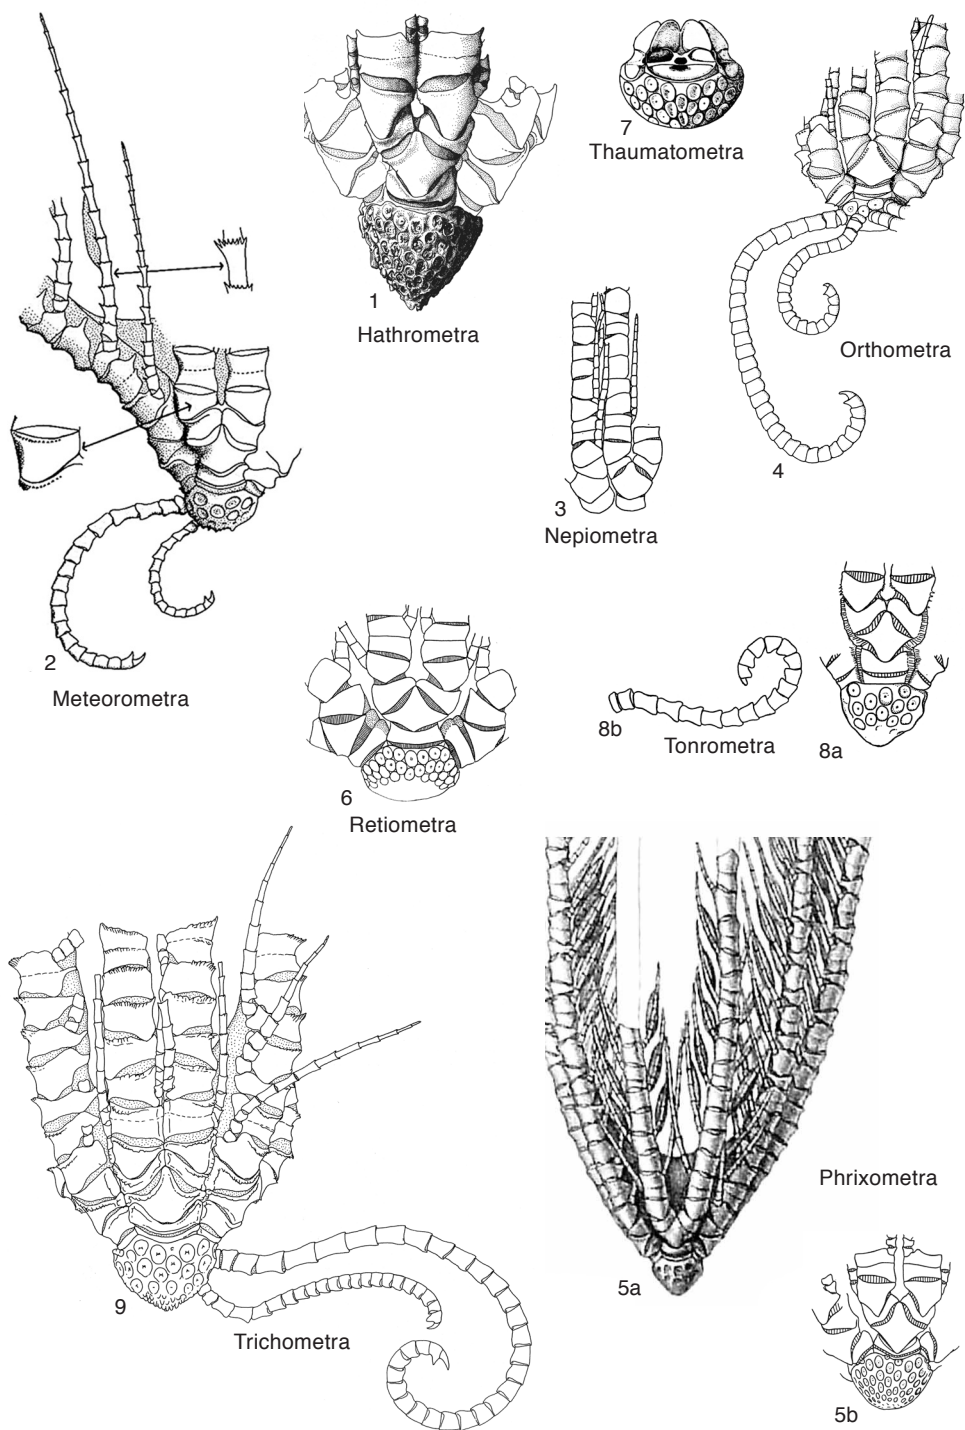 7
Thaumatometra
1
Hathrometra
Orthometra
4
3
Nepiometra
2
Meteorometra
8b
Tonrometra
8a
6
Retiometra
Phrixometra
5a
9
Trichometra
5b